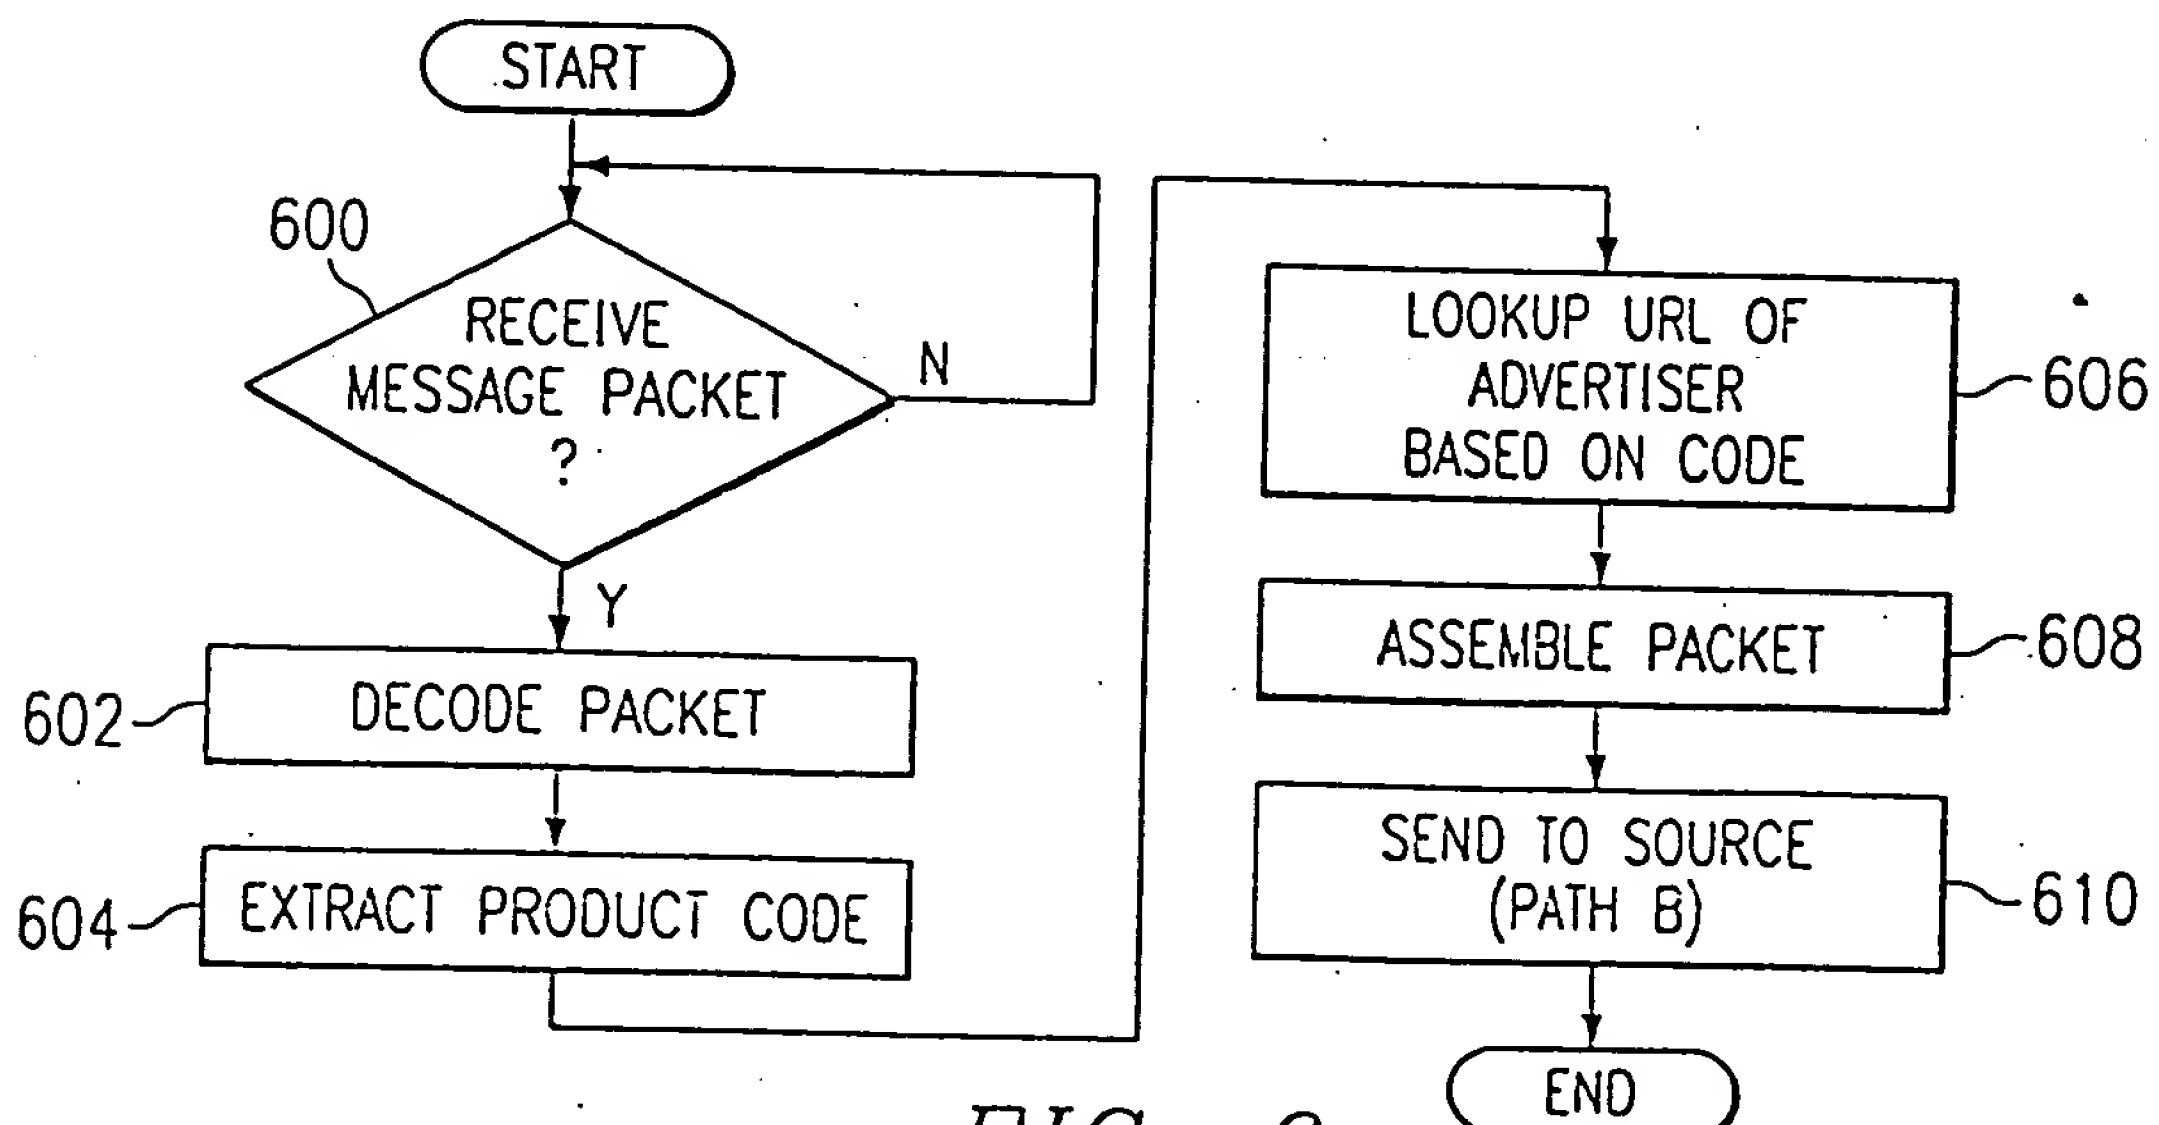 START
600
RECEIVE
MESSAGE PACKET
?
N
Y
602
DECODE PACKET
604
EXTRACT PRODUCT CODE
LOOKUP URL OF
ADVERTISER
BASED ON CODE
606
ASSEMBLE PACKET
608
SEND TO SOURCE
(PATH B)
610
END
FIG.